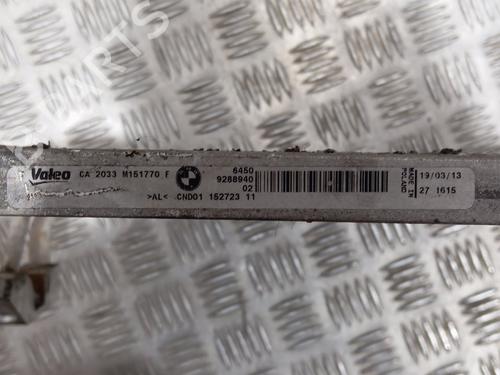 Valeo CA 2033 M151770 F
6450
9288940
02
>AL< CND01 152723 11
MADE IN
POLAND
19/03/13
27 1615
PARTS